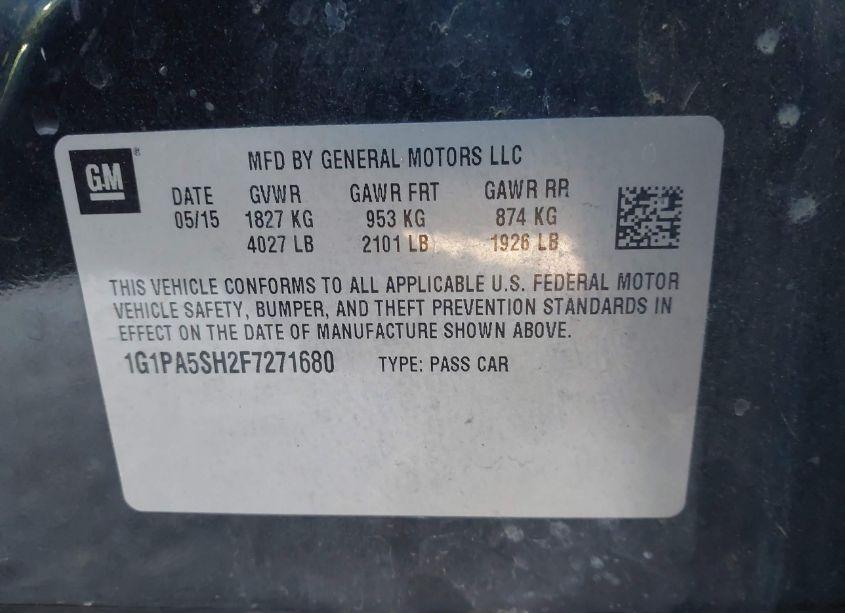 GM ®
MFD BY GENERAL MOTORS LLC
DATE GVWR GAWR FRT GAWR RR
05/15 1827 KG 953 KG 874 KG
4027 LB 2101 LB 1926 LB
THIS VEHICLE CONFORMS TO ALL APPLICABLE U.S. FEDERAL MOTOR
VEHICLE SAFETY, BUMPER, AND THEFT PREVENTION STANDARDS IN
EFFECT ON THE DATE OF MANUFACTURE SHOWN ABOVE.
1G1PA5SH2F7271680 TYPE: PASS CAR